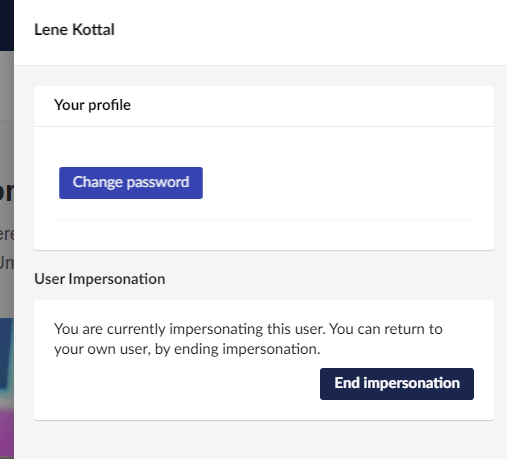 Lene Kottal
Your profile
Change password
User Impersonation
You are currently impersonating this user. You can return to
your own user, by ending impersonation.
End impersonation